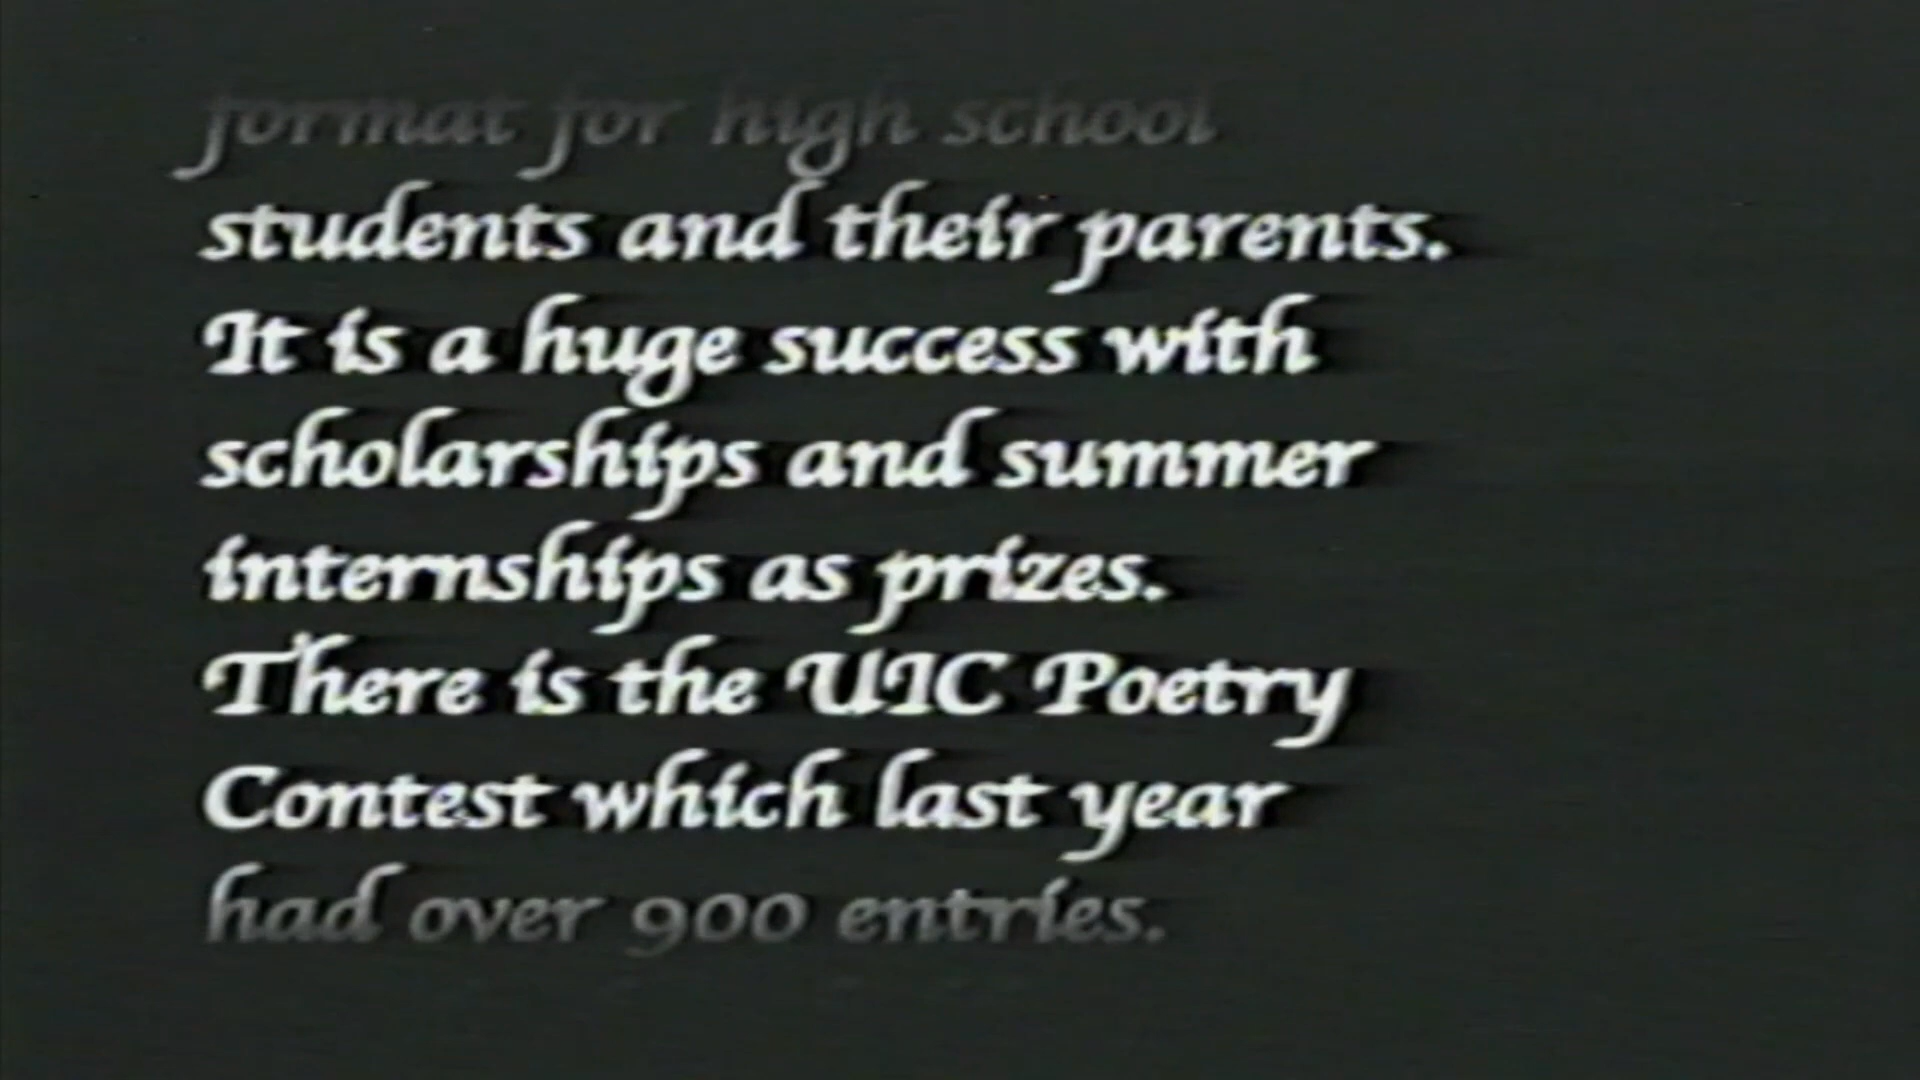 format for high school
students and their parents.
It is a huge success with
scholarships and summer
internships as prizes.
There is the UIC Poetry
Contest which last year
had over 900 entries.